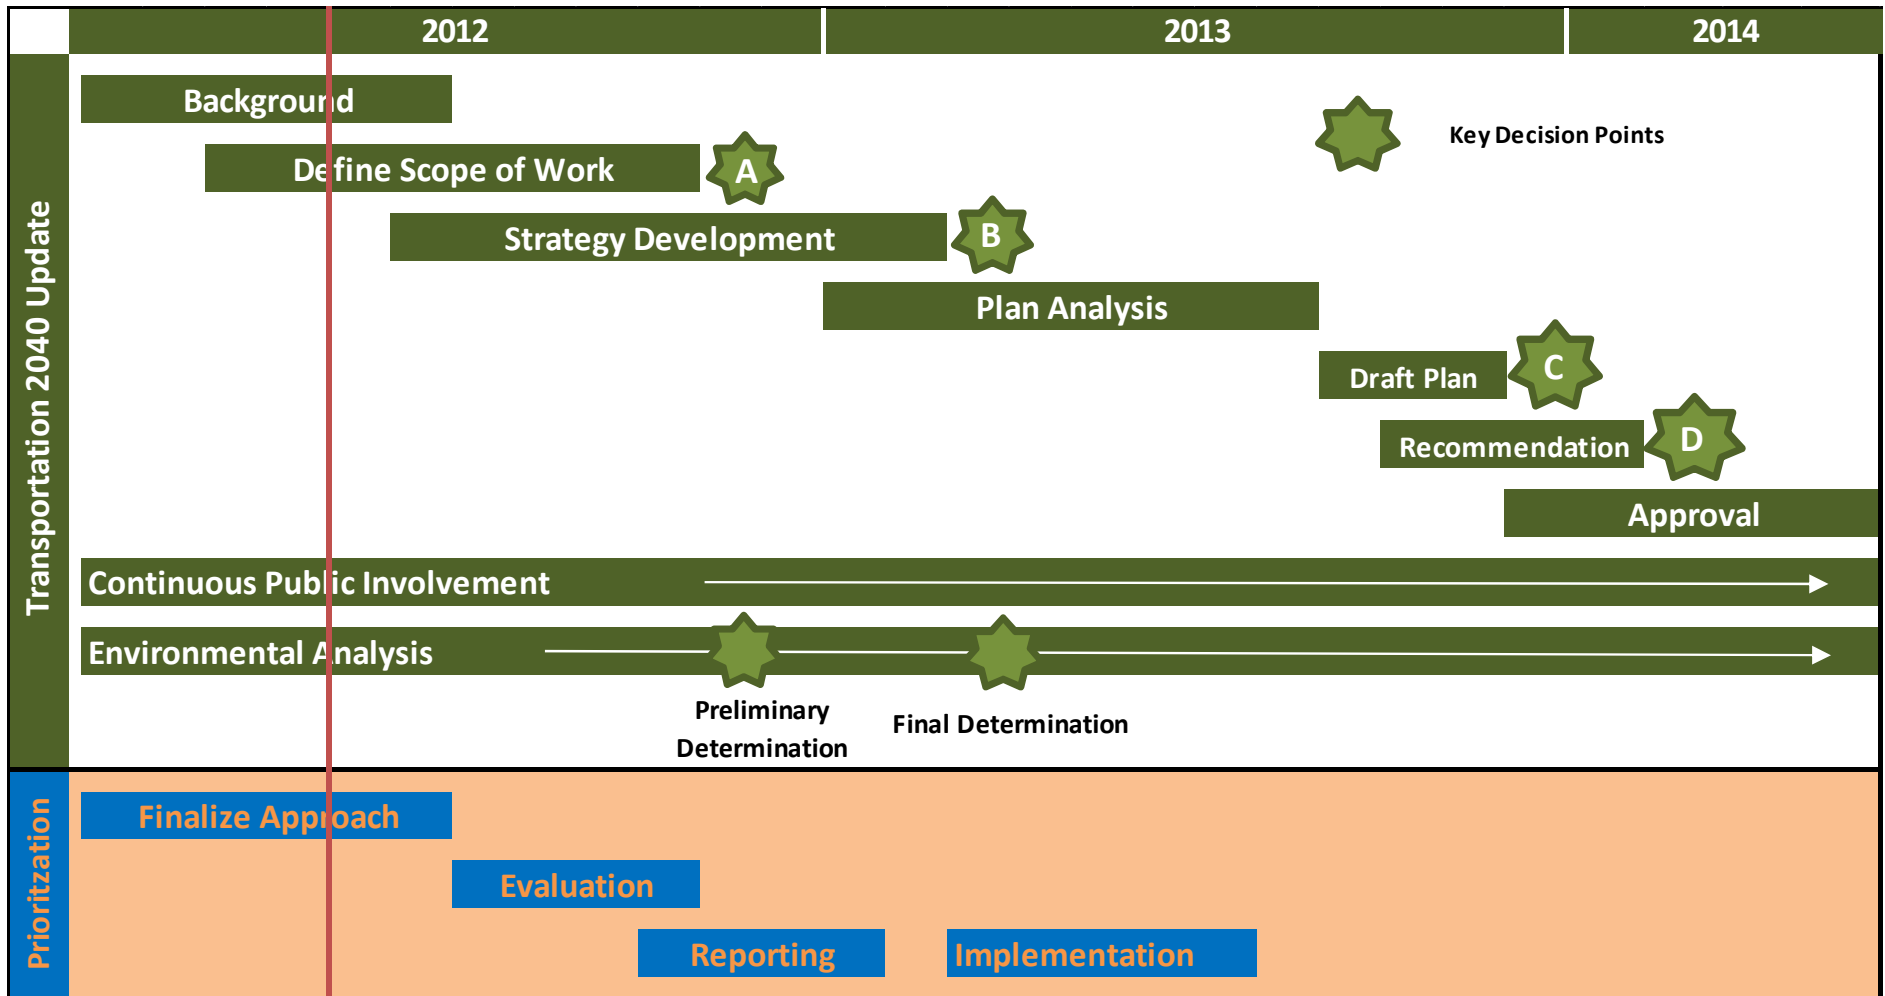 2012
2013
2014
Transportation 2040 Update
Background
Key Decision Points
Define Scope of Work
A
Strategy Development
B
Plan Analysis
Draft Plan
C
Recommendation
D
Approval
Continuous Public Involvement
Environmental Analysis
Preliminary
Determination
Final Determination
Prioritzation
Finalize Approach
Evaluation
Reporting
Implementation